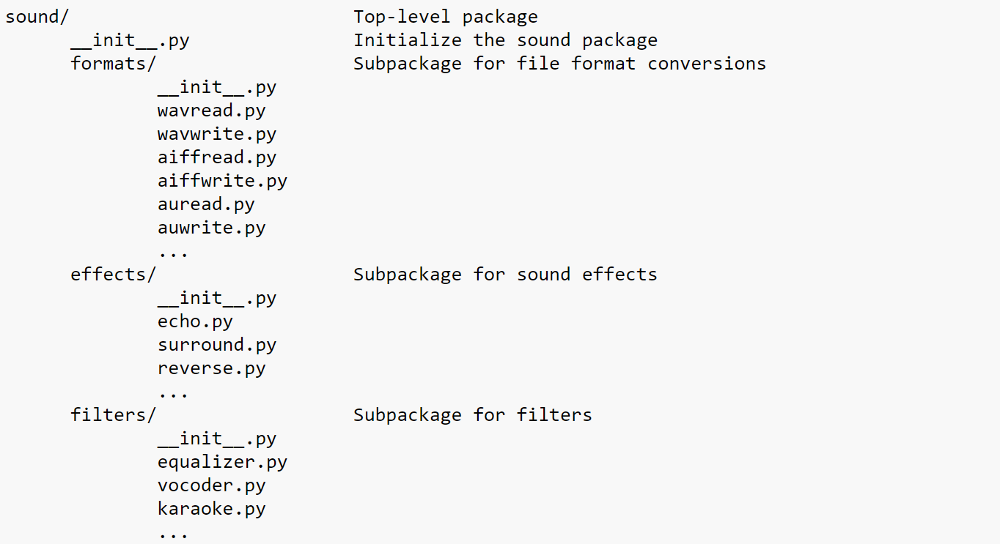 sound/                          Top-level package
      __init__.py               Initialize the sound package
      formats/                  Subpackage for file format conversions
              __init__.py
              wavread.py
              wavwrite.py
              aiffread.py
              aiffwrite.py
              auread.py
              auwrite.py
              ...
      effects/                  Subpackage for sound effects
              __init__.py
              echo.py
              surround.py
              reverse.py
              ...
      filters/                  Subpackage for filters
              __init__.py
              equalizer.py
              vocoder.py
              karaoke.py
              ...